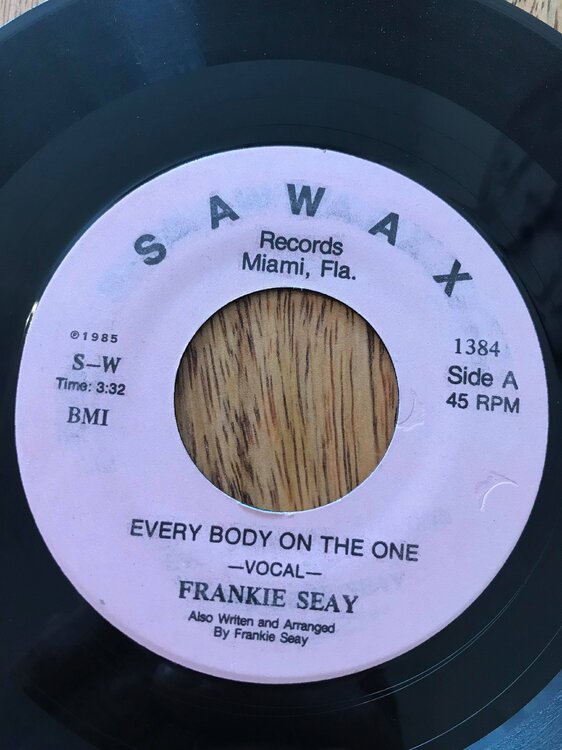 SAWAX
Records
Miami, Fla.
℗1985
S–W
Time: 3:32
BMI
1384
Side A
45 RPM
EVERY BODY ON THE ONE
—VOCAL—
FRANKIE SEAY
Also Writen and Arranged
By Frankie Seay